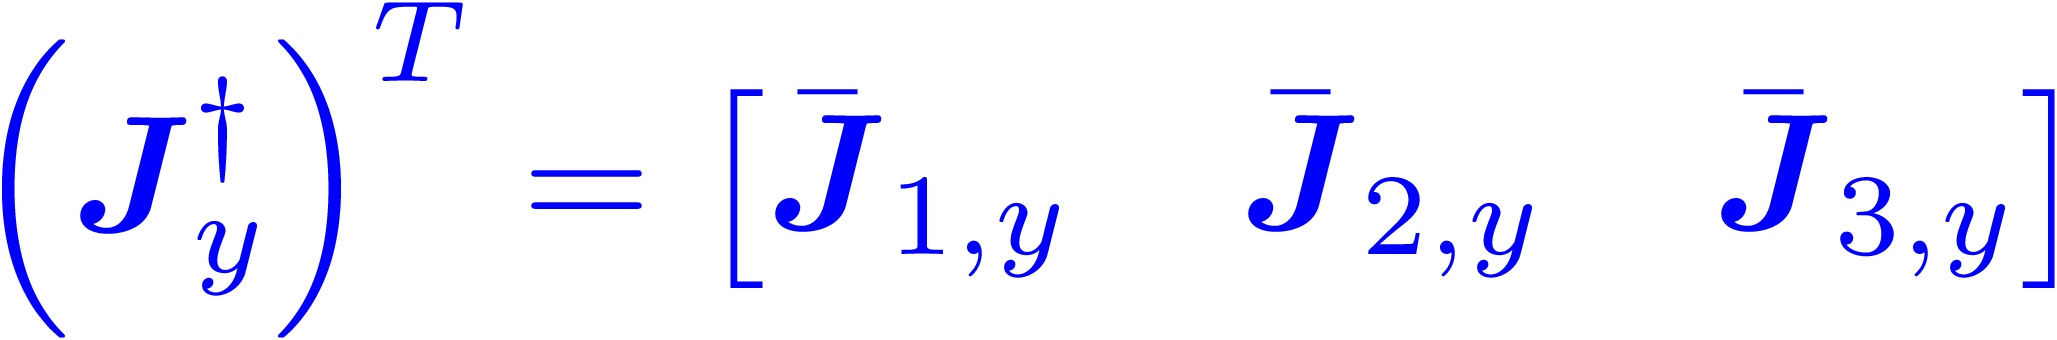 (J_y^†)^T = [J̄_{1,y} J̄_{2,y} J̄_{3,y}]